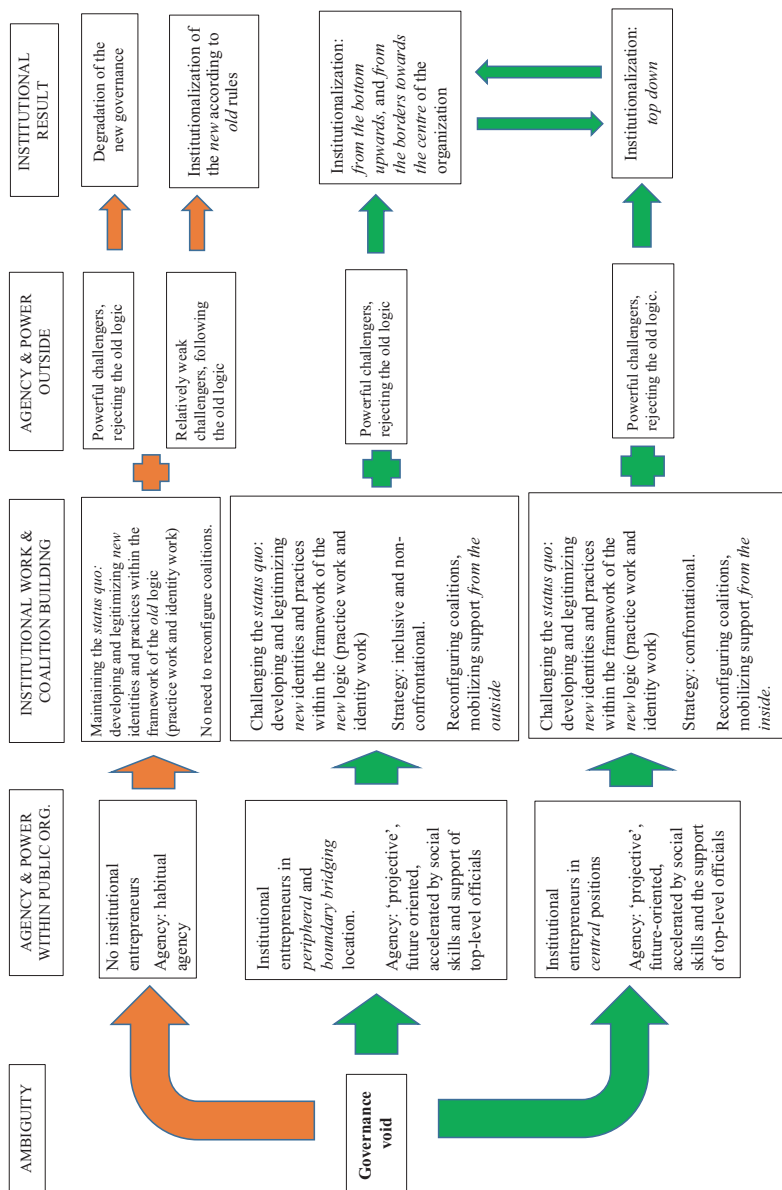 AMBIGUITY
AGENCY & POWER
WITHIN PUBLIC ORG.
INSTITUTIONAL WORK &
COALITION BUILDING
AGENCY & POWER
OUTSIDE
INSTITUTIONAL
RESULT
Governance
void
No institutional
entrepreneurs
Agency: habitual
agency
Maintaining the status quo:
developing and legitimizing new
identities and practices within the
framework of the old logic
(practice work and identity work)
No need to reconfigure coalitions.
Powerful challengers,
rejecting the old logic
Degradation of the
new governance
Relatively weak
challengers, following
the old logic
Institutionalization of
the new according to
old rules
Institutional
entrepreneurs in
peripheral and
boundary bridging
location.
Agency: ‘projective’,
future oriented,
accelerated by social
skills and support of
top-level officials
Challenging the status quo:
developing and legitimizing
new identities and practices
within the framework of the
new logic (practice work and
identity work)
Strategy: inclusive and non-
confrontational.
Reconfiguring coalitions,
mobilizing support from the
outside
Powerful challengers,
rejecting the old logic
Institutionalization:
from the bottom
upwards, and from
the borders towards
the centre of the
organization
Institutional
entrepreneurs in
central positions
Agency: ‘projective’,
future-oriented,
accelerated by social
skills and the support
of top-level officials
Challenging the status quo:
developing and legitimizing
new identities and practices
within the framework of the
new logic (practice work and
identity work)
Strategy: confrontational.
Reconfiguring coalitions,
mobilizing support from the
inside.
Powerful challengers,
rejecting the old logic.
Institutionalization:
top down